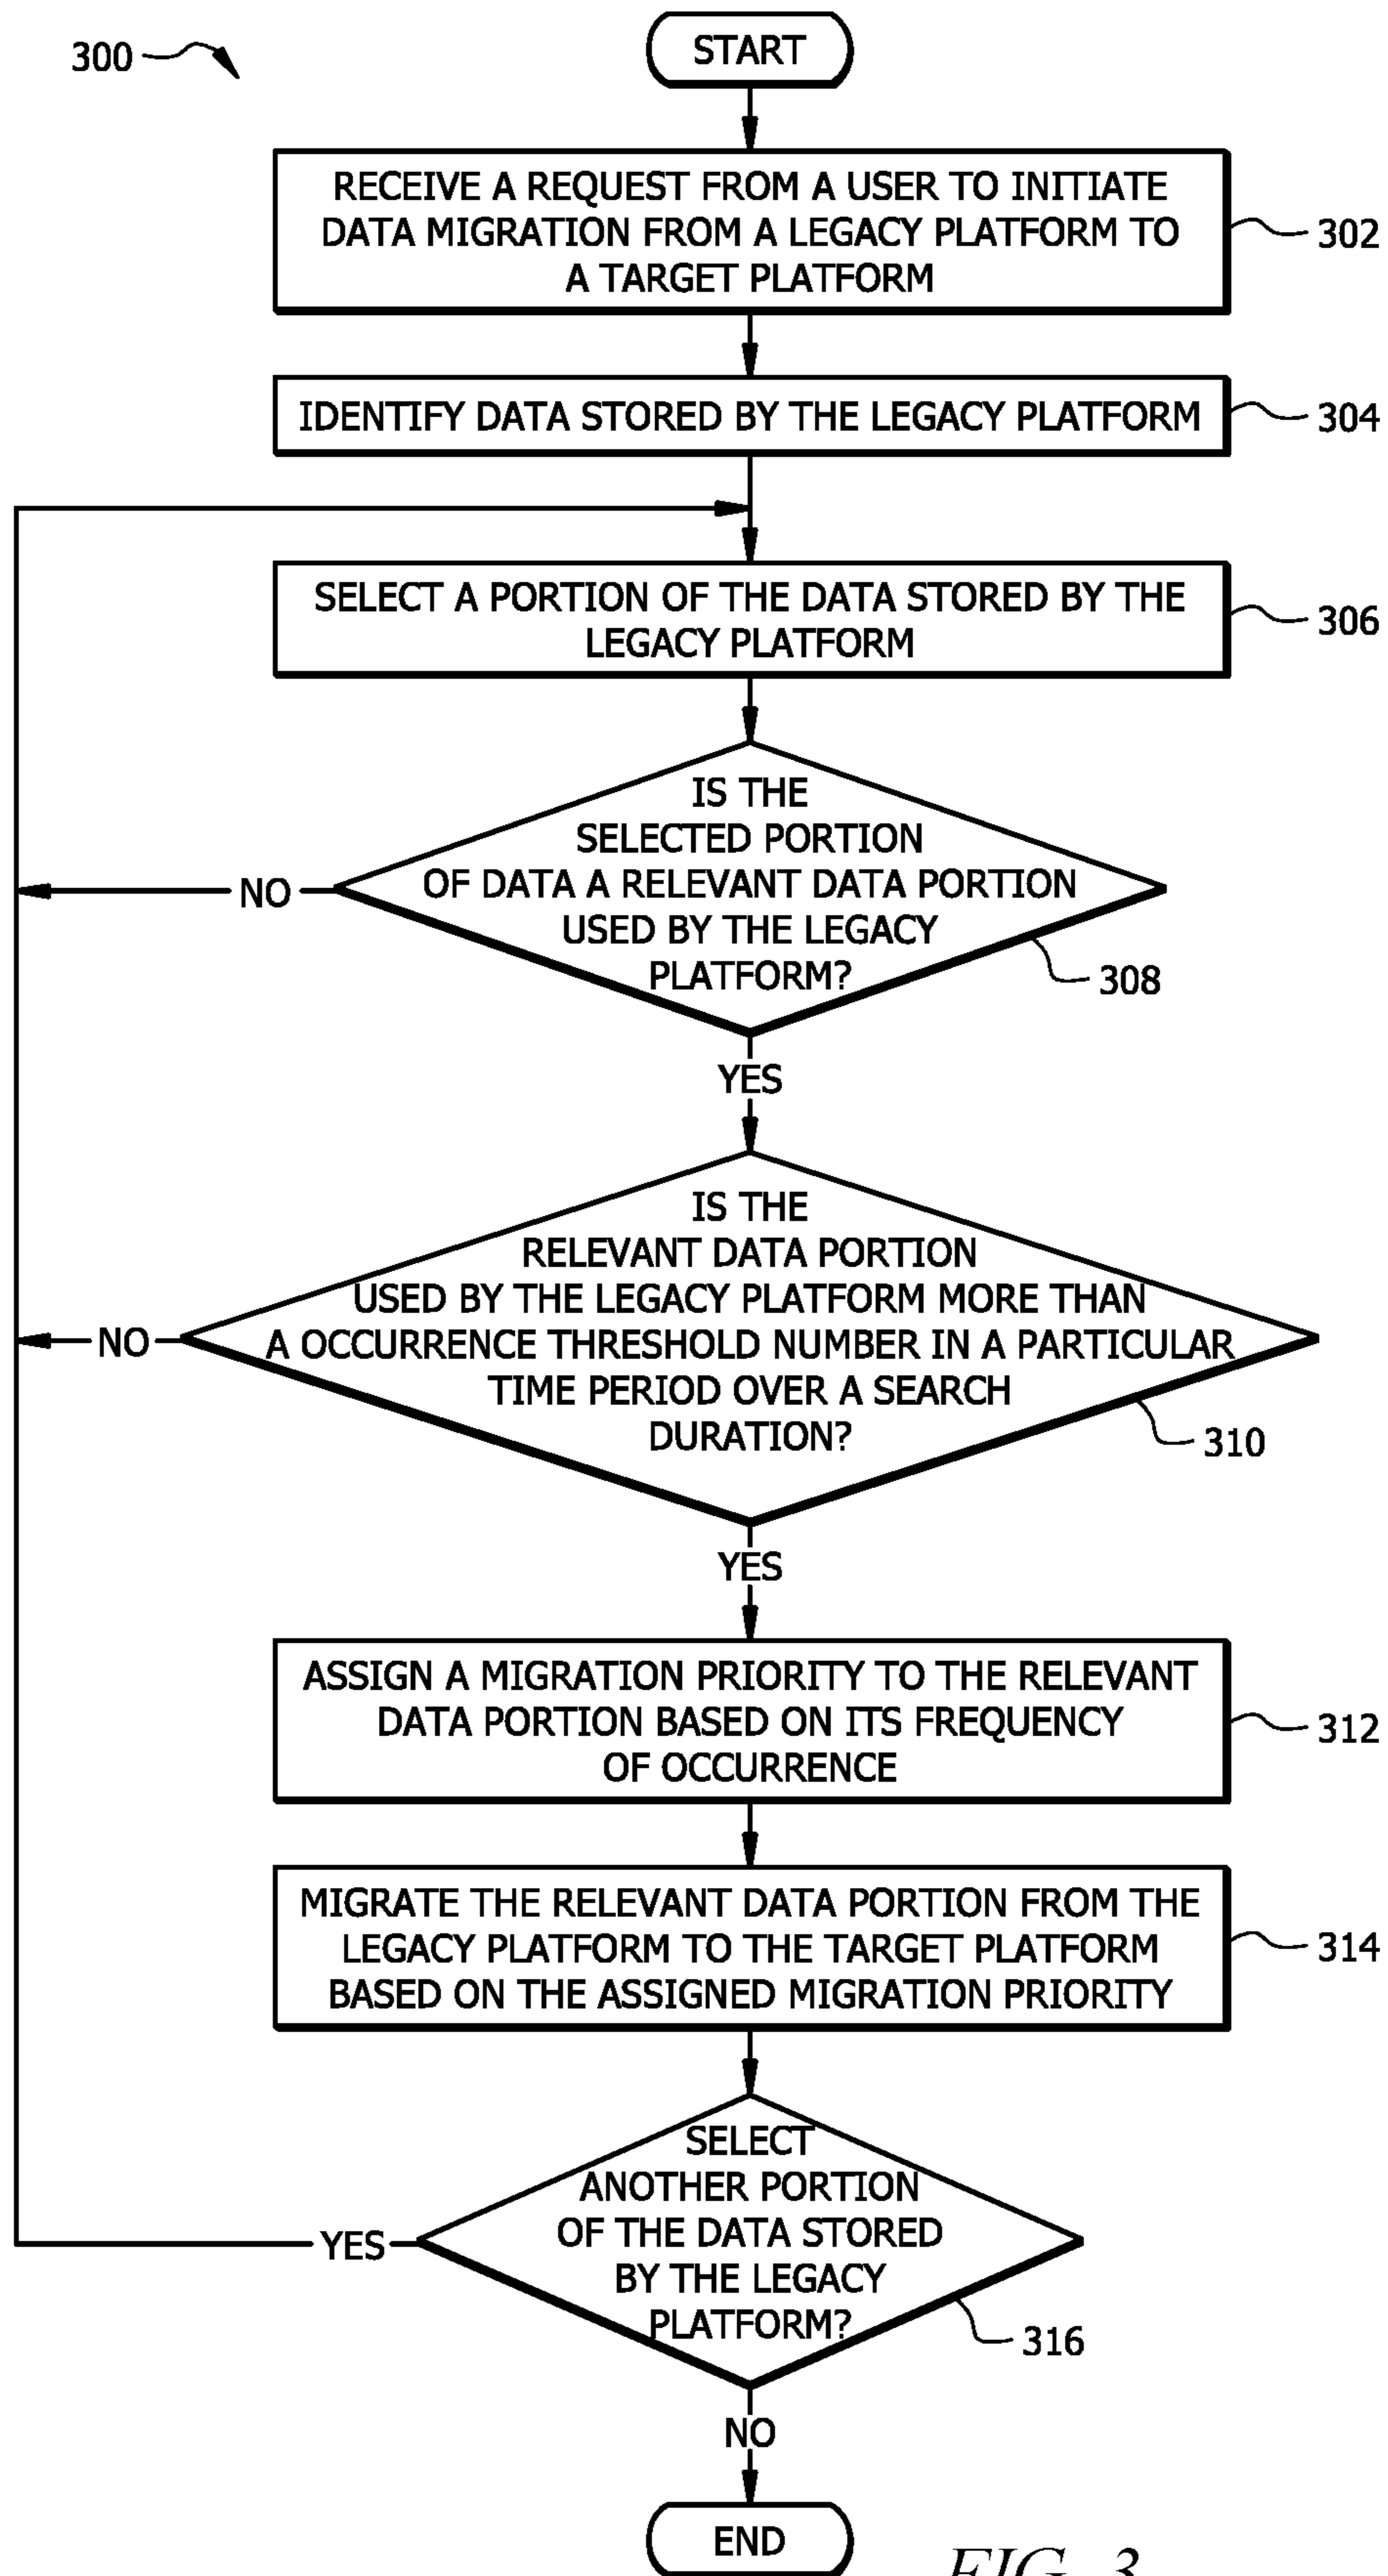 300
START
RECEIVE A REQUEST FROM A USER TO INITIATE
DATA MIGRATION FROM A LEGACY PLATFORM TO
A TARGET PLATFORM
302
IDENTIFY DATA STORED BY THE LEGACY PLATFORM
304
SELECT A PORTION OF THE DATA STORED BY THE
LEGACY PLATFORM
306
IS THE
SELECTED PORTION
OF DATA A RELEVANT DATA PORTION
USED BY THE LEGACY
PLATFORM?
NO
308
YES
IS THE
RELEVANT DATA PORTION
USED BY THE LEGACY PLATFORM MORE THAN
A OCCURRENCE THRESHOLD NUMBER IN A PARTICULAR
TIME PERIOD OVER A SEARCH
DURATION?
NO
310
YES
ASSIGN A MIGRATION PRIORITY TO THE RELEVANT
DATA PORTION BASED ON ITS FREQUENCY
OF OCCURRENCE
312
MIGRATE THE RELEVANT DATA PORTION FROM THE
LEGACY PLATFORM TO THE TARGET PLATFORM
BASED ON THE ASSIGNED MIGRATION PRIORITY
314
SELECT
ANOTHER PORTION
OF THE DATA STORED
BY THE LEGACY
PLATFORM?
YES
316
NO
END
FIG. 3